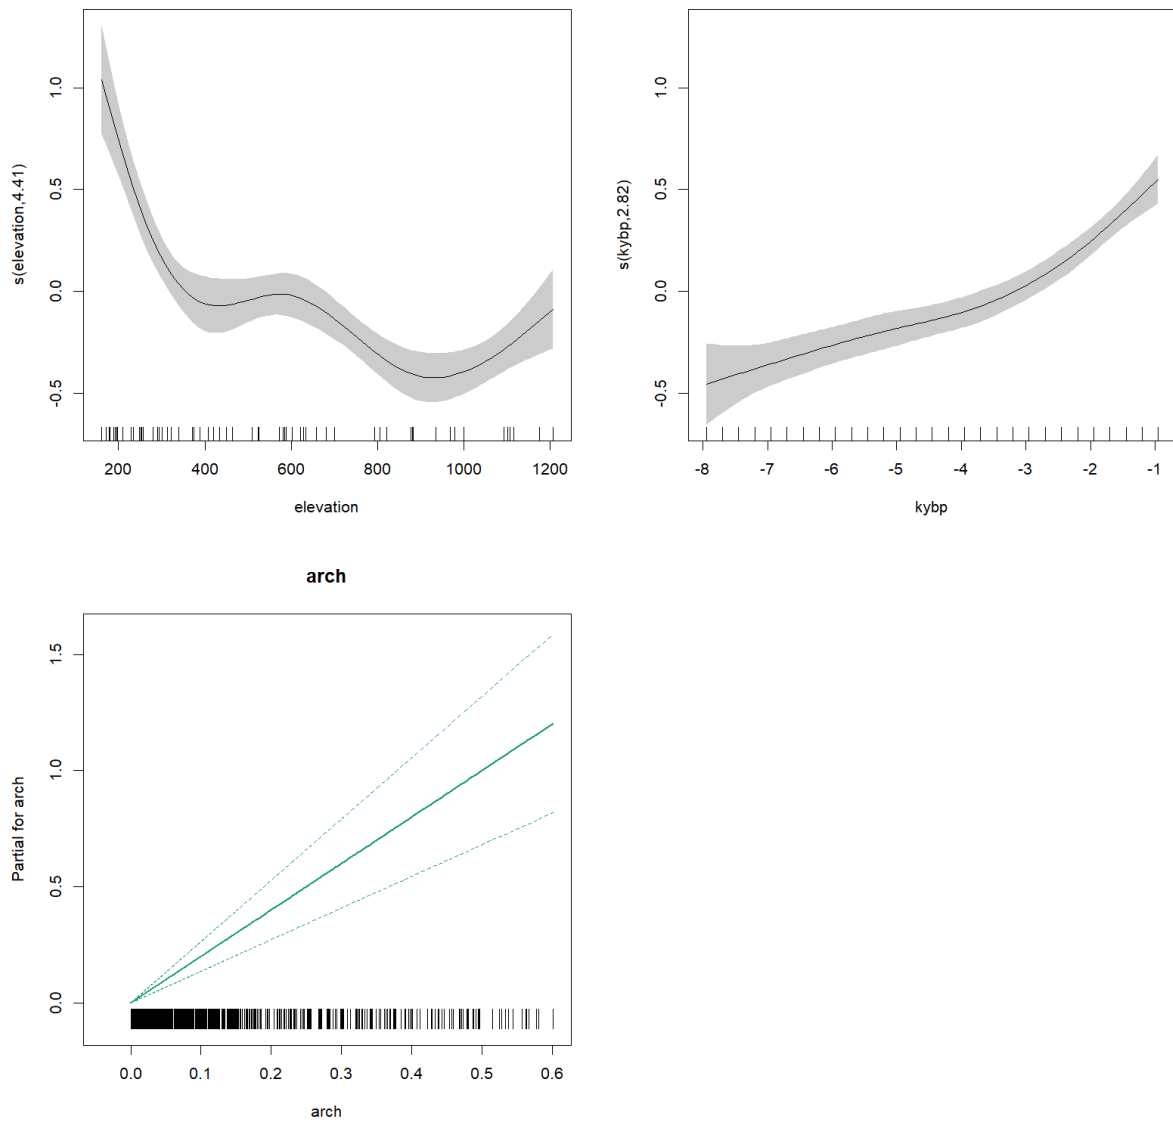 s(elevation,4.41)
1.0
0.5
0.0
-0.5
200 400 600 800 1000 1200
elevation
s(kybp,2.82)
1.0
0.5
0.0
-0.5
-8 -7 -6 -5 -4 -3 -2 -1
kybp
arch
Partial for arch
1.5
1.0
0.5
0.0
0.0 0.1 0.2 0.3 0.4 0.5 0.6
arch